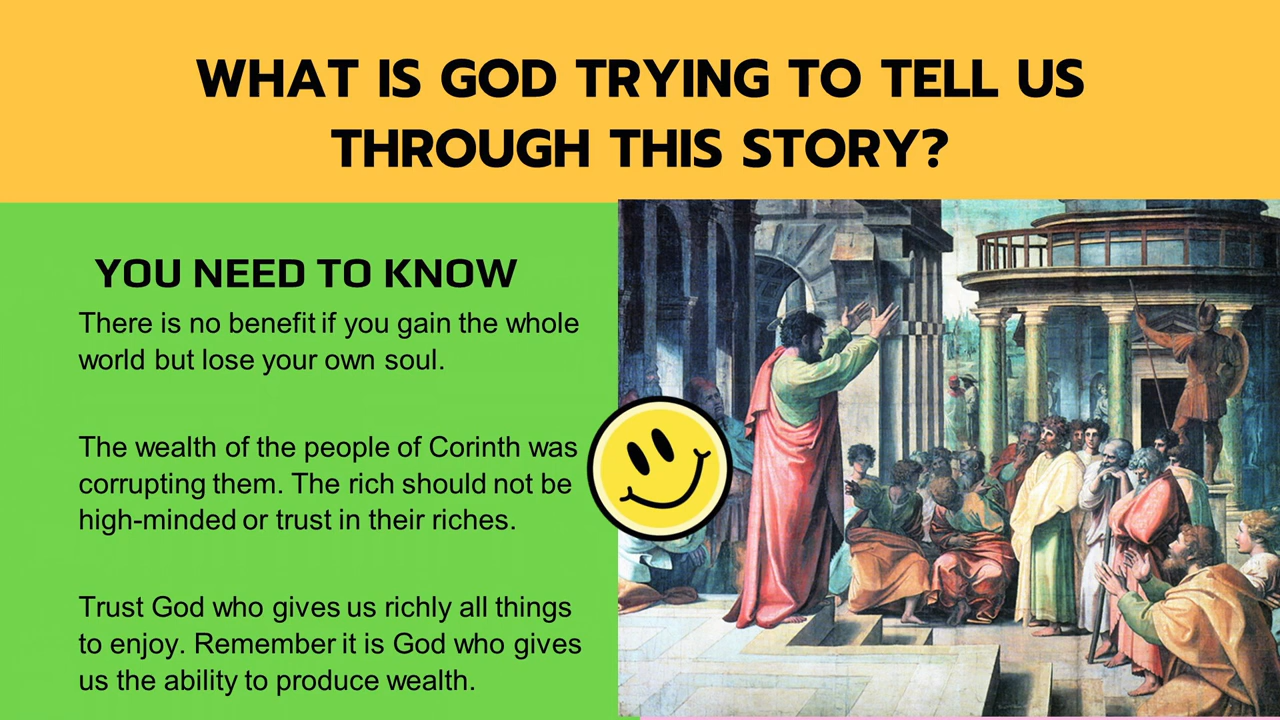 WHAT IS GOD TRYING TO TELL US
THROUGH THIS STORY?
YOU NEED TO KNOW
There is no benefit if you gain the whole
world but lose your own soul.
The wealth of the people of Corinth was
corrupting them. The rich should not be
high-minded or trust in their riches.
Trust God who gives us richly all things
to enjoy. Remember it is God who gives
us the ability to produce wealth.